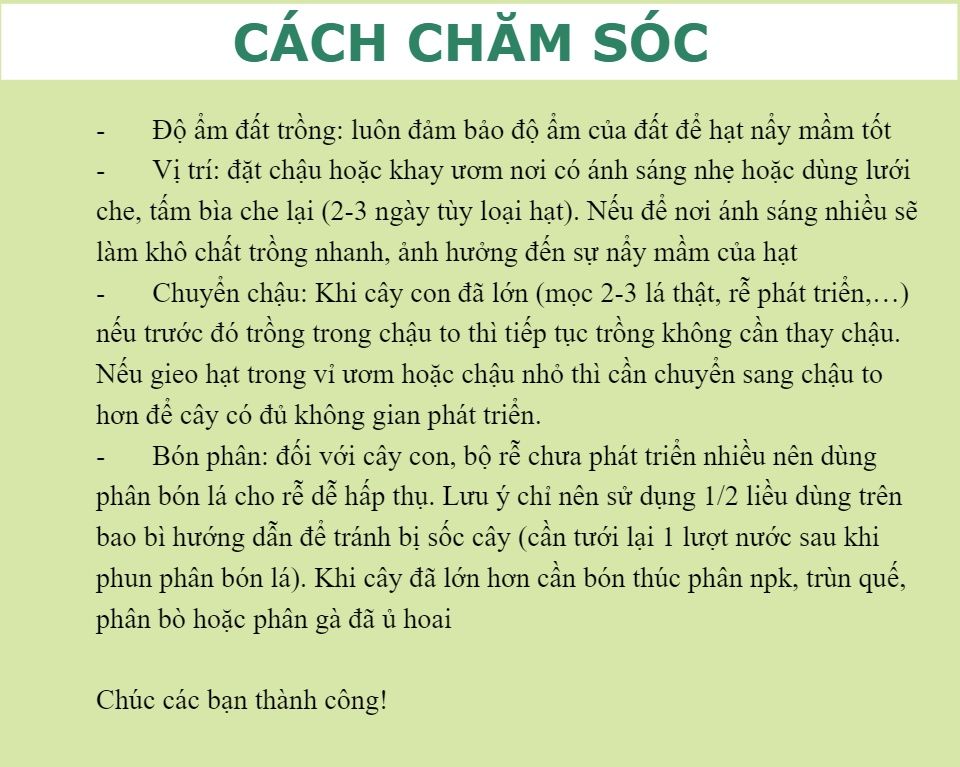 CÁCH CHĂM SÓC
- Độ ẩm đất trồng: luôn đảm bảo độ ẩm của đất để hạt nẩy mầm tốt
- Vị trí: đặt chậu hoặc khay ươm nơi có ánh sáng nhẹ hoặc dùng lưới
che, tấm bìa che lại (2-3 ngày tùy loại hạt). Nếu để nơi ánh sáng nhiều sẽ
làm khô chất trồng nhanh, ảnh hưởng đến sự nẩy mầm của hạt
- Chuyển chậu: Khi cây con đã lớn (mọc 2-3 lá thật, rễ phát triển,…)
nếu trước đó trồng trong chậu to thì tiếp tục trồng không cần thay chậu.
Nếu gieo hạt trong vỉ ươm hoặc chậu nhỏ thì cần chuyển sang chậu to
hơn để cây có đủ không gian phát triển.
- Bón phân: đối với cây con, bộ rễ chưa phát triển nhiều nên dùng
phân bón lá cho rễ dễ hấp thụ. Lưu ý chỉ nên sử dụng 1/2 liều dùng trên
bao bì hướng dẫn để tránh bị sốc cây (cần tưới lại 1 lượt nước sau khi
phun phân bón lá). Khi cây đã lớn hơn cần bón thúc phân npk, trùn quế,
phân bò hoặc phân gà đã ủ hoai
Chúc các bạn thành công!